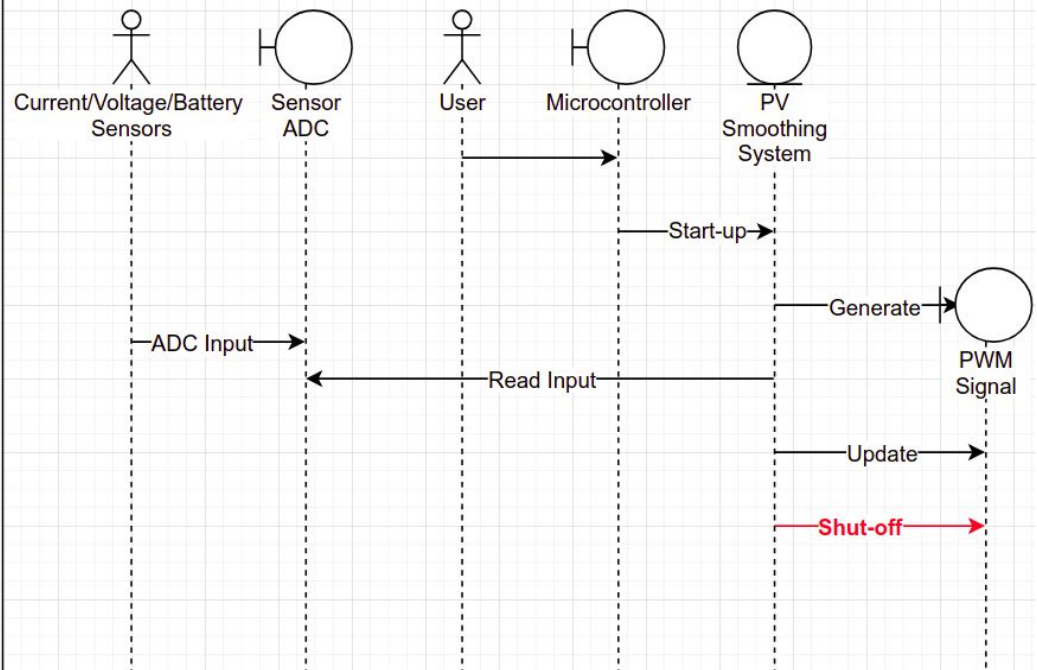 Current/Voltage/Battery
Sensors
Sensor
ADC
User
Microcontroller
PV
Smoothing
System
Start-up
Generate
PWM
Signal
ADC Input
Read Input
Update
Shut-off